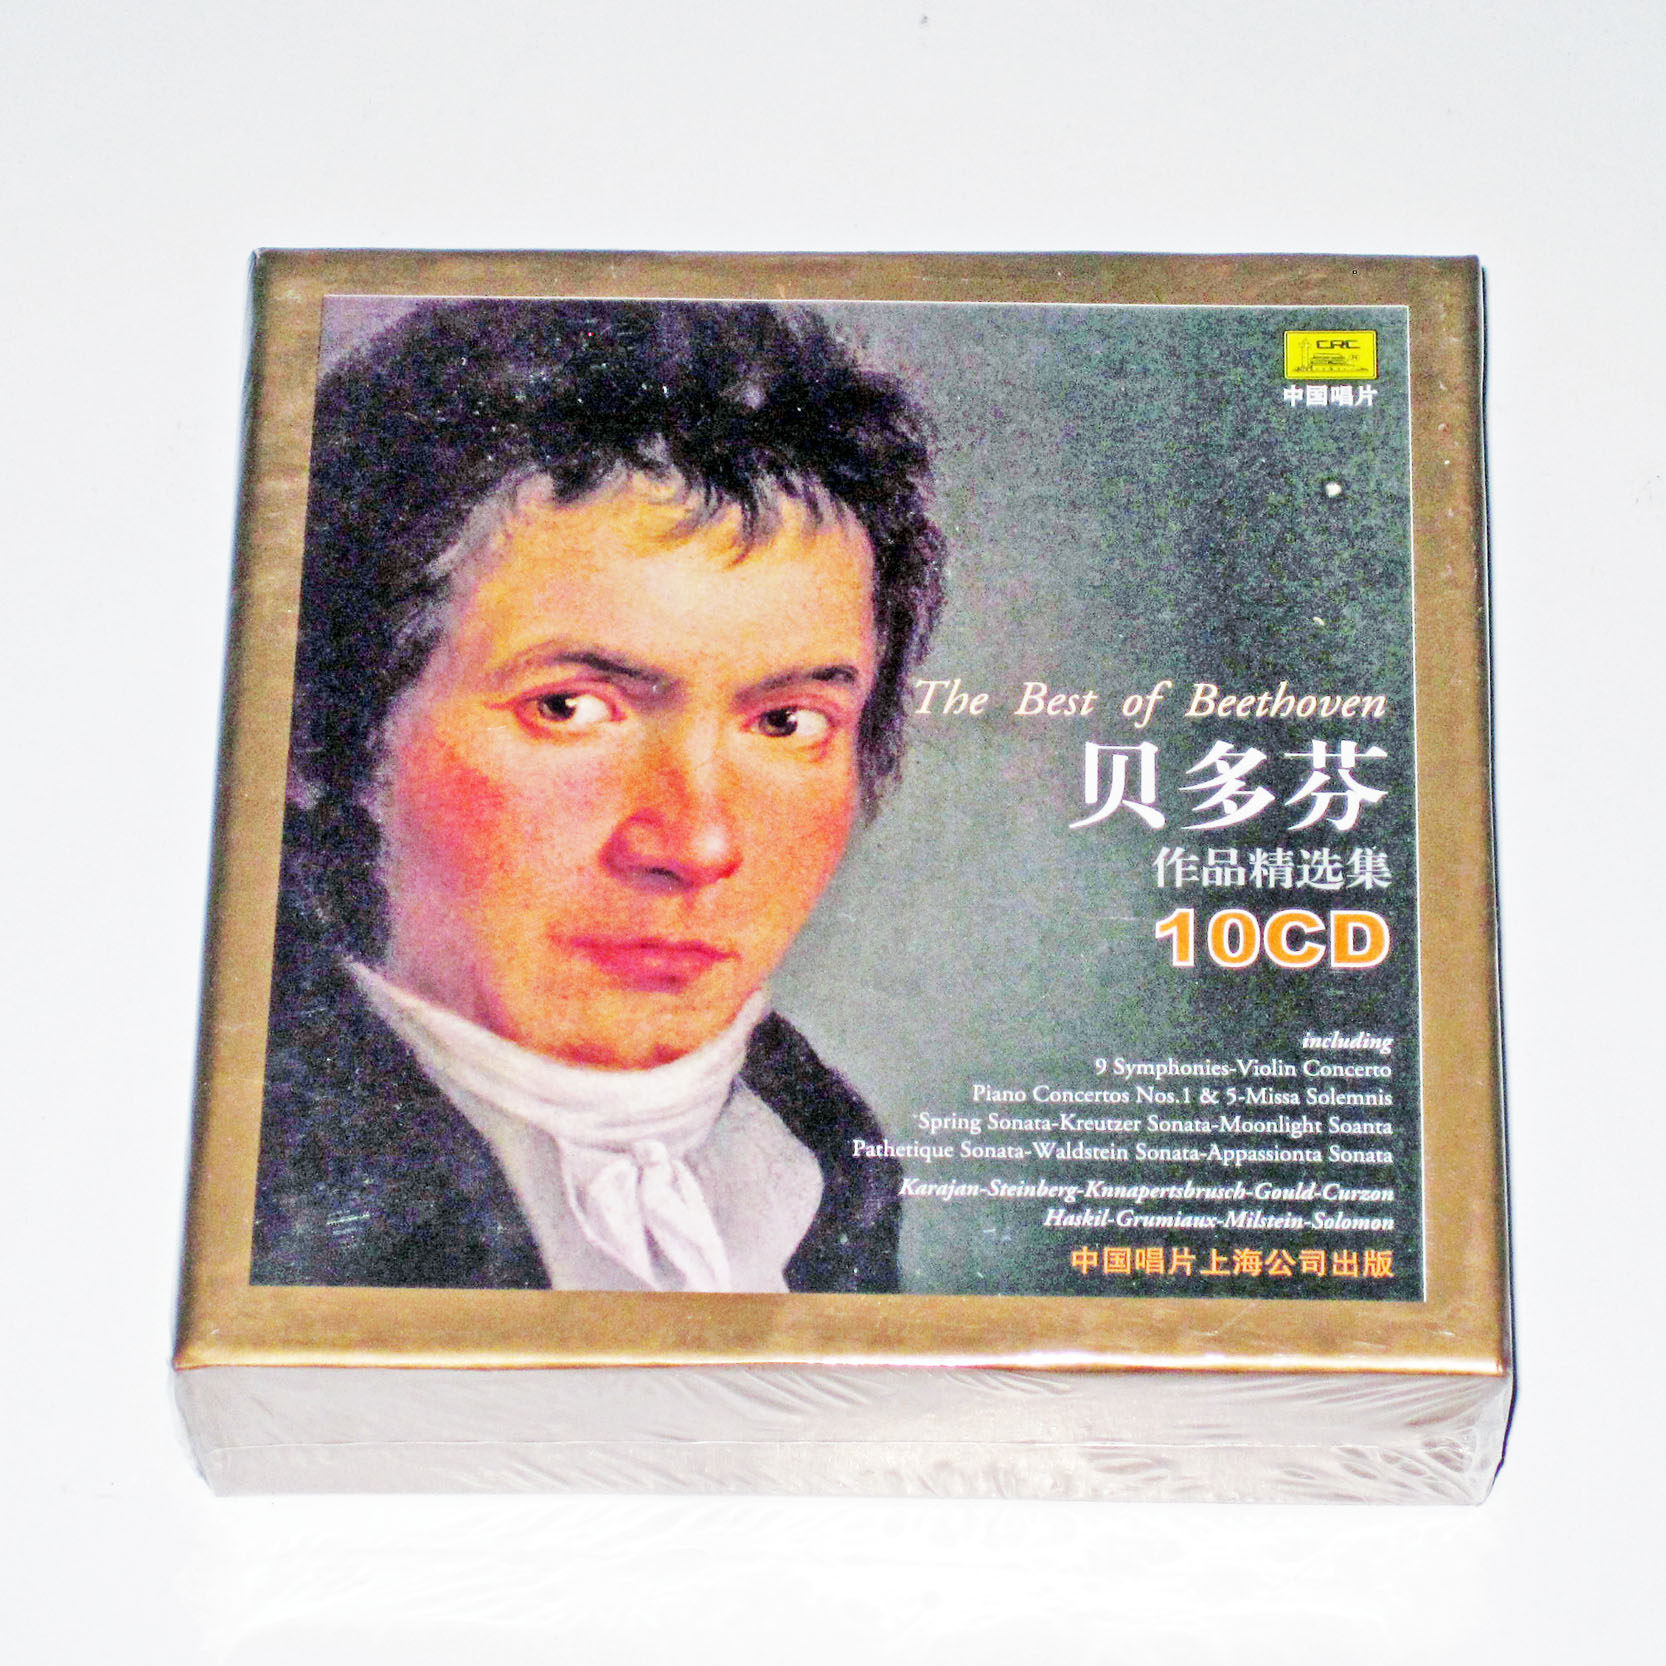 CRC
中国唱片
The Best of Beethoven
贝多芬
作品精选集
10CD
including
9 Symphonies-Violin Concerto
Piano Concertos Nos.1 & 5-Missa Solemnis
Spring Sonata-Kreutzer Sonata-Moonlight Soanta
Pathetique Sonata-Waldstein Sonata-Appassionta Sonata
Karajan-Steinberg-Knnapertsbrusch-Gould-Curzon
Haskil-Grumiaux-Milstein-Solomon
中国唱片上海公司出版